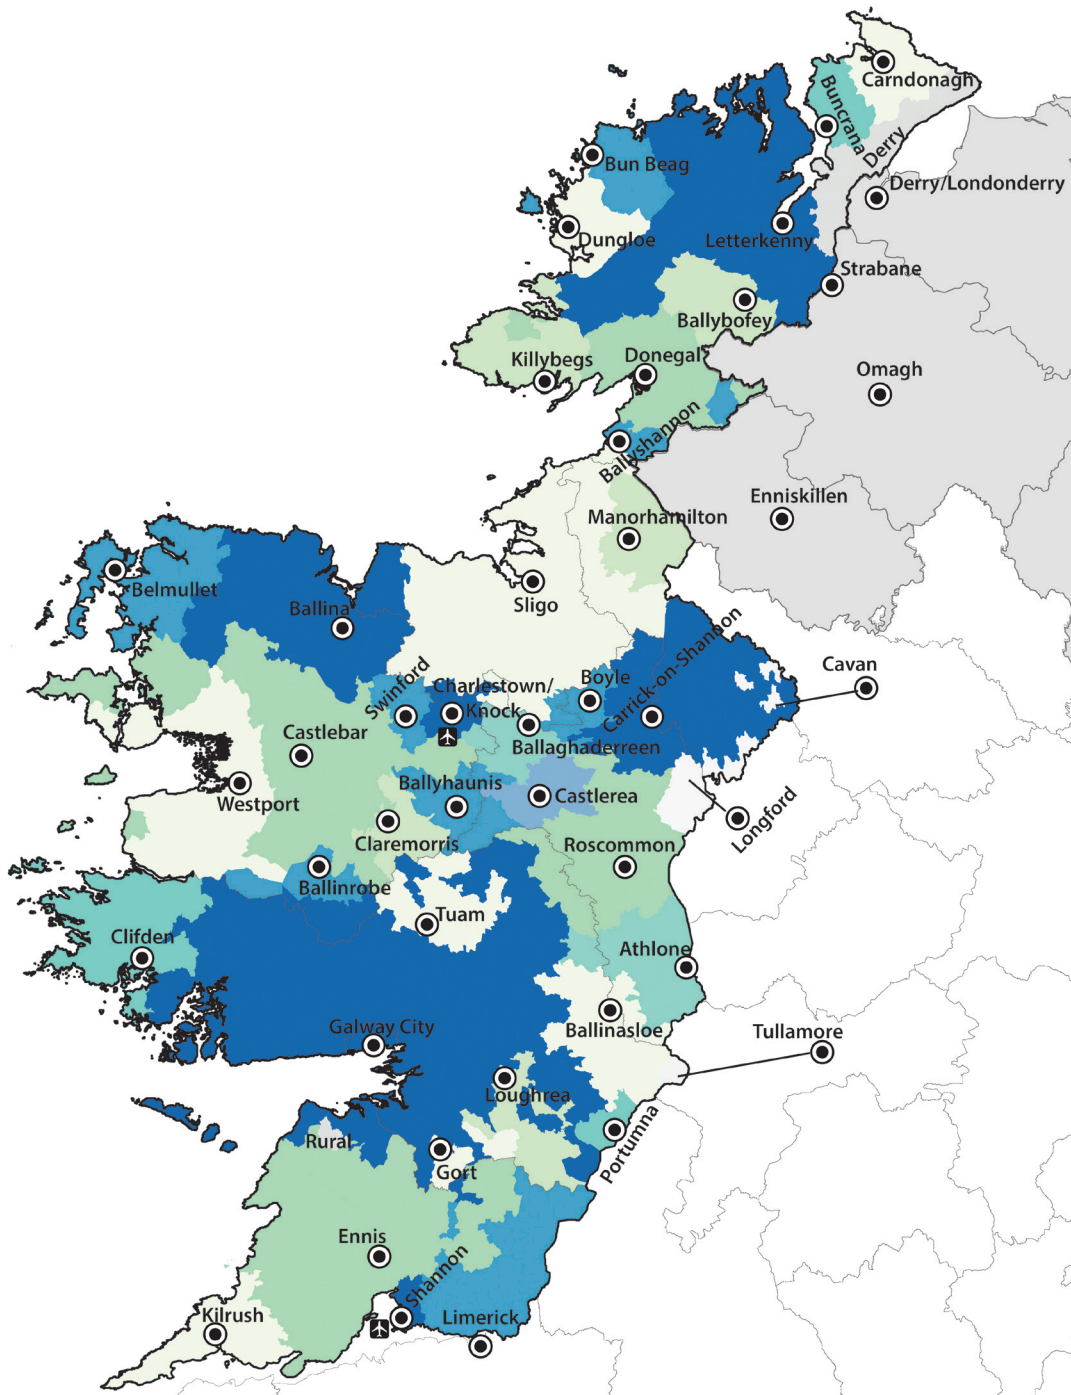 Carndonagh
Buncrana
Derry
Bun Beag
Derry/Londonderry
Dungloe
Letterkenny
Strabane
Ballybofey
Killybegs
Donegal
Omagh
Ballyshannon
Enniskillen
Manorhamilton
Belmullet
Ballina
Sligo
Swinford
Charlestown/
Knock
Boyle
Carrick-on-Shannon
Cavan
Castlebar
Ballaghaderreen
Ballyhaunis
Castlerea
Westport
Longford
Claremorris
Roscommon
Ballinrobe
Tuam
Clifden
Athlone
Ballinasloe
Galway City
Tullamore
Loughrea
Rural
Gort
Portumna
Ennis
Shannon
Kilrush
Limerick